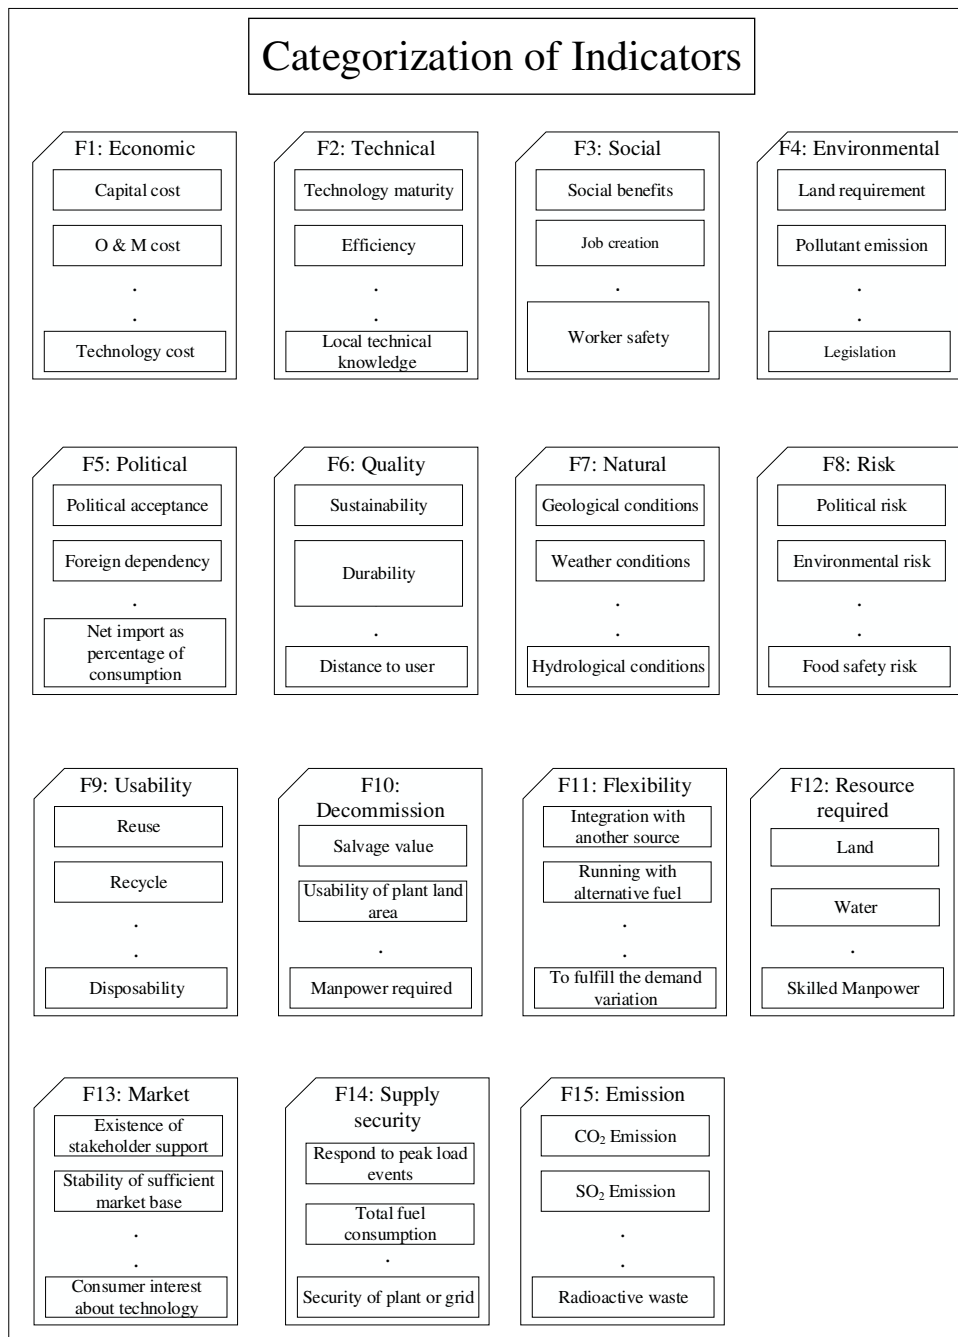 Categorization of Indicators
F1: Economic
Capital cost
O & M cost
.
.
Technology cost
F2: Technical
Technology maturity
Efficiency
.
.
Local technical
knowledge
F3: Social
Social benefits
Job creation
.
Worker safety
F4: Environmental
Land requirement
Pollutant emission
.
.
Legislation
F5: Political
Political acceptance
Foreign dependency
.
Net import as
percentage of
consumption
F6: Quality
Sustainability
Durability
.
Distance to user
F7: Natural
Geological conditions
Weather conditions
.
.
Hydrological conditions
F8: Risk
Political risk
Environmental risk
.
.
Food safety risk
F9: Usability
Reuse
Recycle
.
.
Disposability
F10:
Decommission
Salvage value
Usability of plant land
area
.
Manpower required
F11: Flexibility
Integration with
another source
Running with
alternative fuel
.
.
To fulfill the demand
variation
F12: Resource
required
Land
Water
.
Skilled Manpower
F13: Market
Existence of
stakeholder support
Stability of sufficient
market base
.
.
Consumer interest
about technology
F14: Supply
security
Respond to peak load
events
Total fuel
consumption
.
Security of plant or grid
F15: Emission
CO₂ Emission
SO₂ Emission
.
.
Radioactive waste